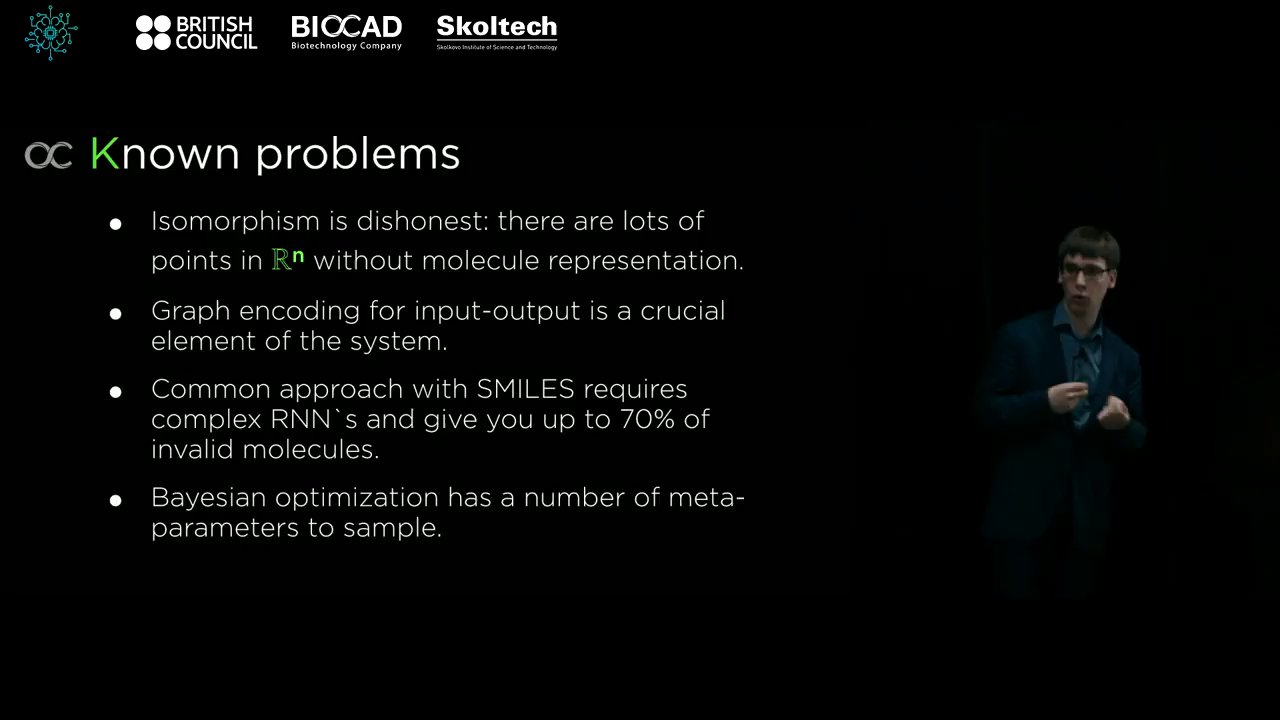 BRITISH
COUNCIL
BIOCAD
Biotechnology Company
Skoltech
Skolkovo Institute of Science and Technology
Known problems
• Isomorphism is dishonest: there are lots of
points in ℝⁿ without molecule representation.
• Graph encoding for input-output is a crucial
element of the system.
• Common approach with SMILES requires
complex RNN`s and give you up to 70% of
invalid molecules.
• Bayesian optimization has a number of meta-
parameters to sample.